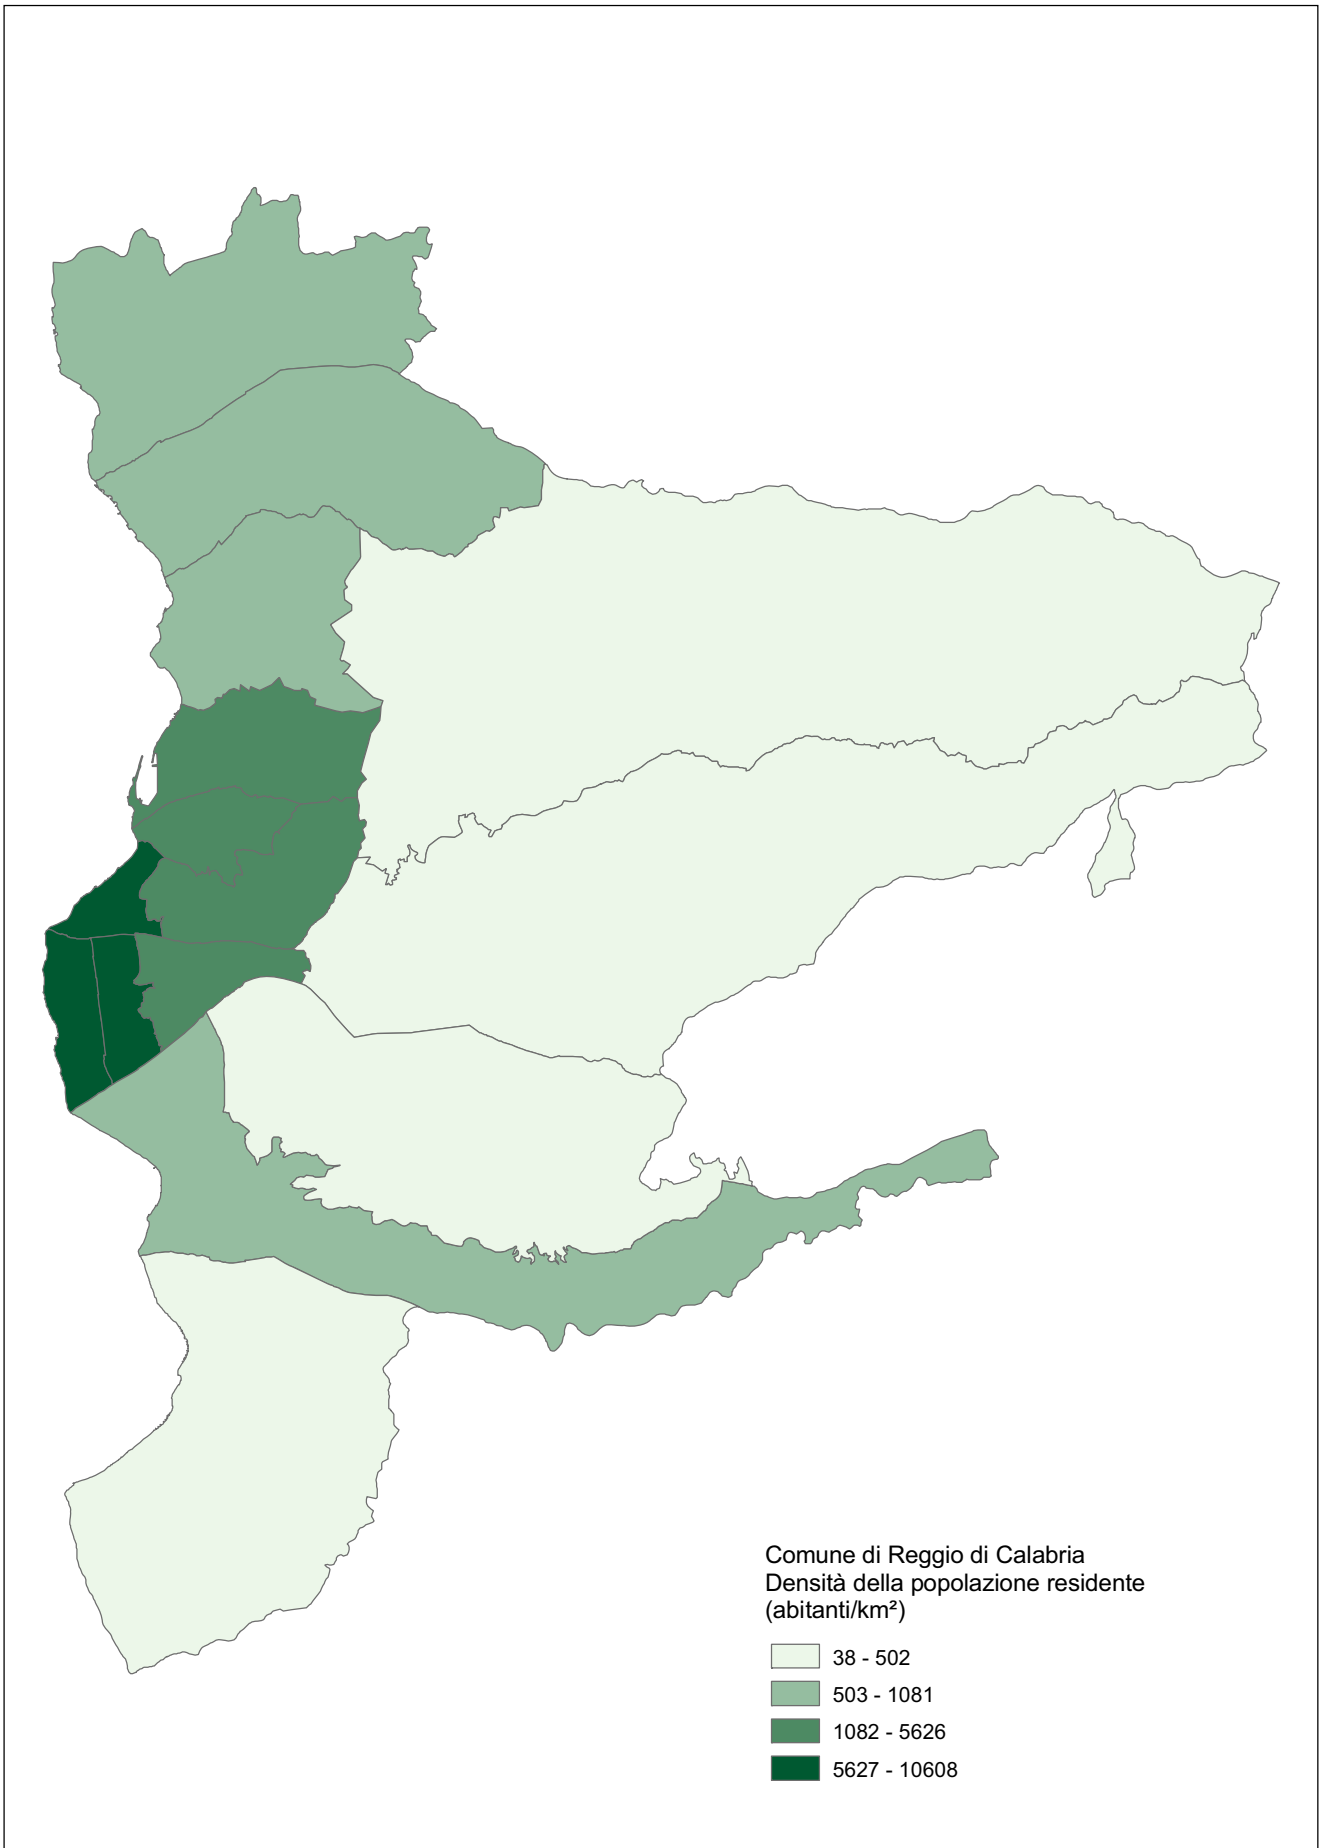 Comune di Reggio di Calabria
Densità della popolazione residente
(abitanti/km²)
38 - 502
503 - 1081
1082 - 5626
5627 - 10608